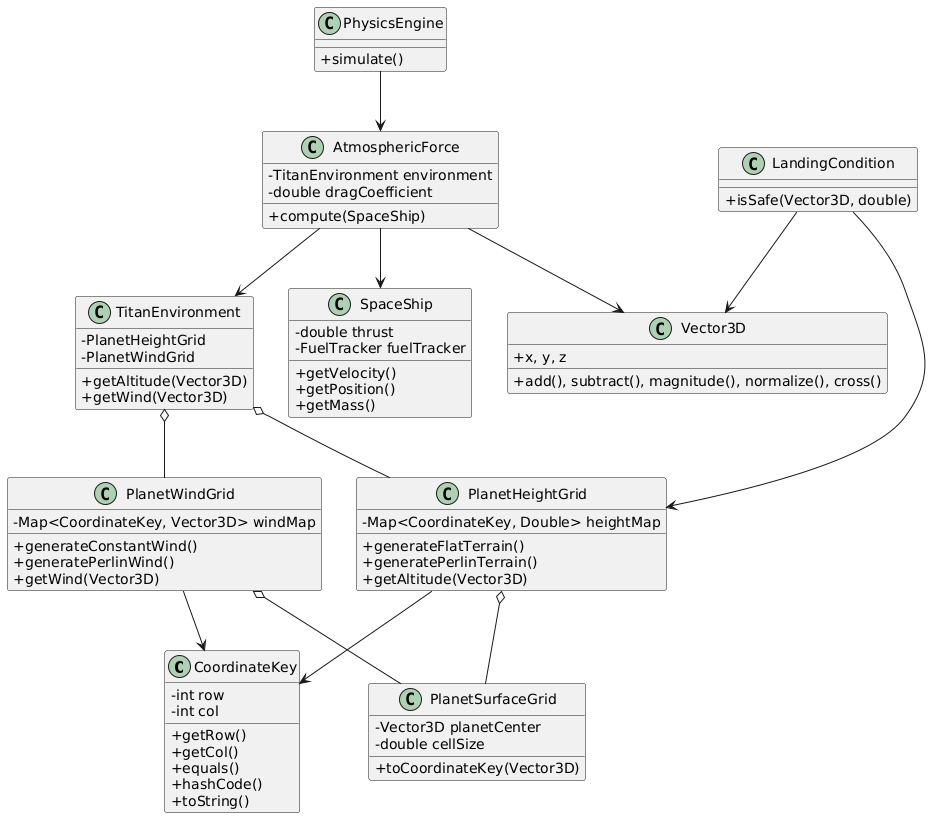 C PhysicsEngine
+simulate()
C AtmosphericForce
-TitanEnvironment environment
-double dragCoefficient
+compute(SpaceShip)
C LandingCondition
+isSafe(Vector3D, double)
C TitanEnvironment
-PlanetHeightGrid
-PlanetWindGrid
+getAltitude(Vector3D)
+getWind(Vector3D)
C SpaceShip
-double thrust
-FuelTracker fuelTracker
+getVelocity()
+getPosition()
+getMass()
C Vector3D
+x, y, z
+add(), subtract(), magnitude(), normalize(), cross()
C PlanetWindGrid
-Map<CoordinateKey, Vector3D> windMap
+generateConstantWind()
+generatePerlinWind()
+getWind(Vector3D)
C PlanetHeightGrid
-Map<CoordinateKey, Double> heightMap
+generateFlatTerrain()
+generatePerlinTerrain()
+getAltitude(Vector3D)
C CoordinateKey
-int row
-int col
+getRow()
+getCol()
+equals()
+hashCode()
+toString()
C PlanetSurfaceGrid
-Vector3D planetCenter
-double cellSize
+toCoordinateKey(Vector3D)